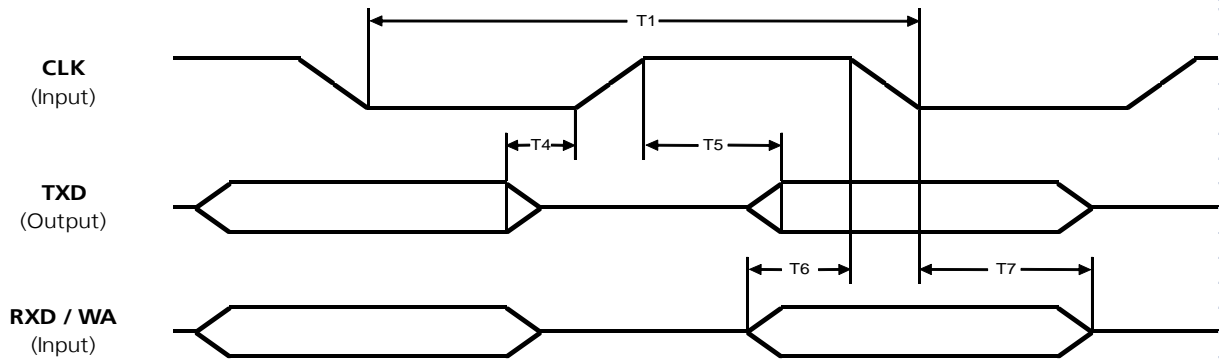 T1
CLK
(Input)
T4
T5
TXD
(Output)
T6
T7
RXD / WA
(Input)